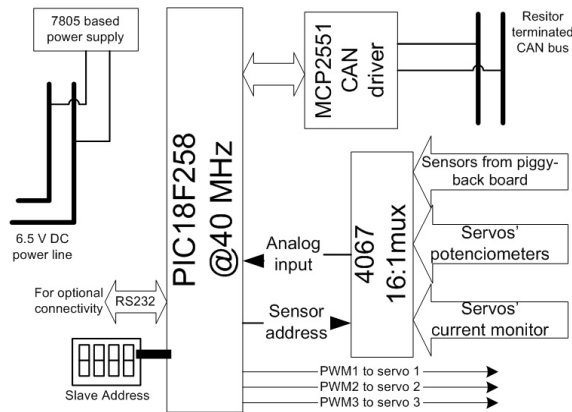 7805 based
power supply
6.5 V DC
power line
For optional
connectivity
RS232
Slave Address
PIC18F258
@40 MHz
MCP2551
CAN
driver
Resitor
terminated
CAN bus
4067
16:1mux
Sensors from piggy-
back board
Servos'
potenciometers
Servos'
current monitor
Analog
input
Sensor
address
PWM1 to servo 1
PWM2 to servo 2
PWM3 to servo 3